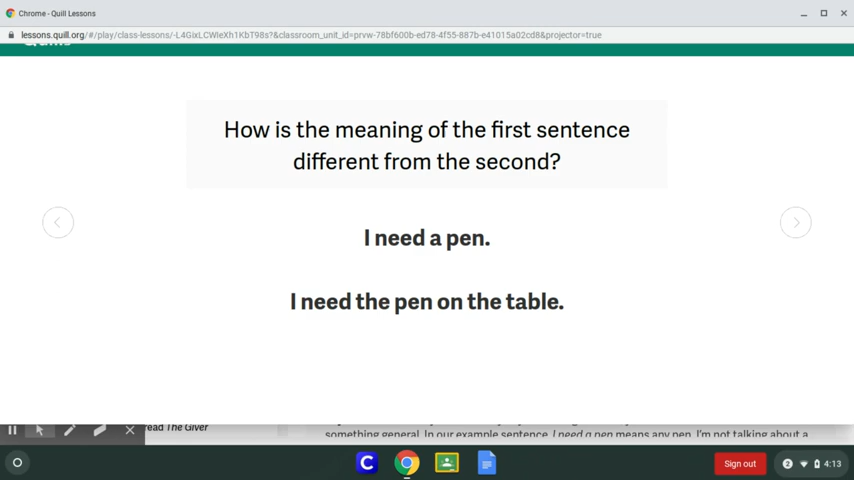 Chrome - Quill Lessons
lessons.quill.org/#/play/class-lessons/-L4GixLCWIeXh1KbT98s?&classroom_unit_id=prvw-78bf600b-ed78-4f55-887b-e41015a02cd8&projector=true
How is the meaning of the first sentence
different from the second?
I need a pen.
I need the pen on the table.
read The Giver
something general. In our example sentence, I need a pen means any pen. I'm not talking about a
C
Sign out
2
4:13